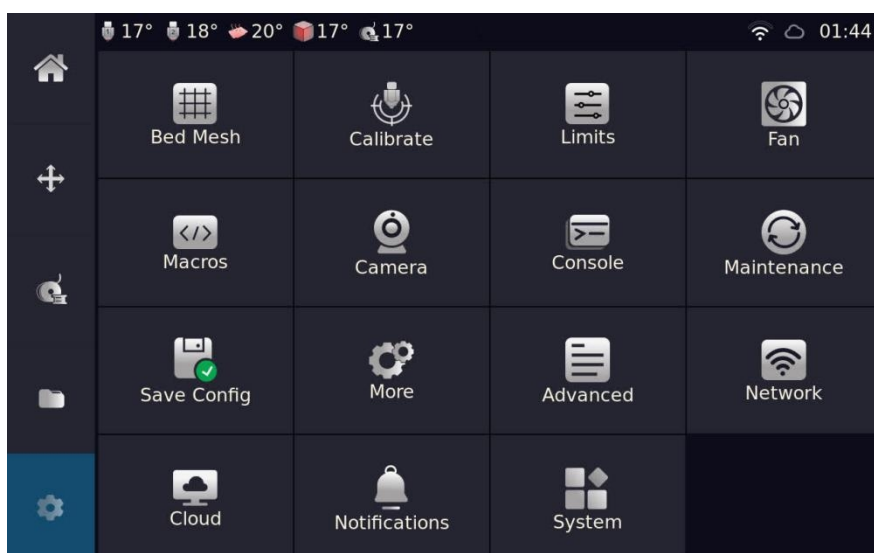 17° 18° 20° 17° 17° 01:44
Bed Mesh Calibrate Limits Fan
Macros Camera Console Maintenance
Save Config More Advanced Network
Cloud Notifications System